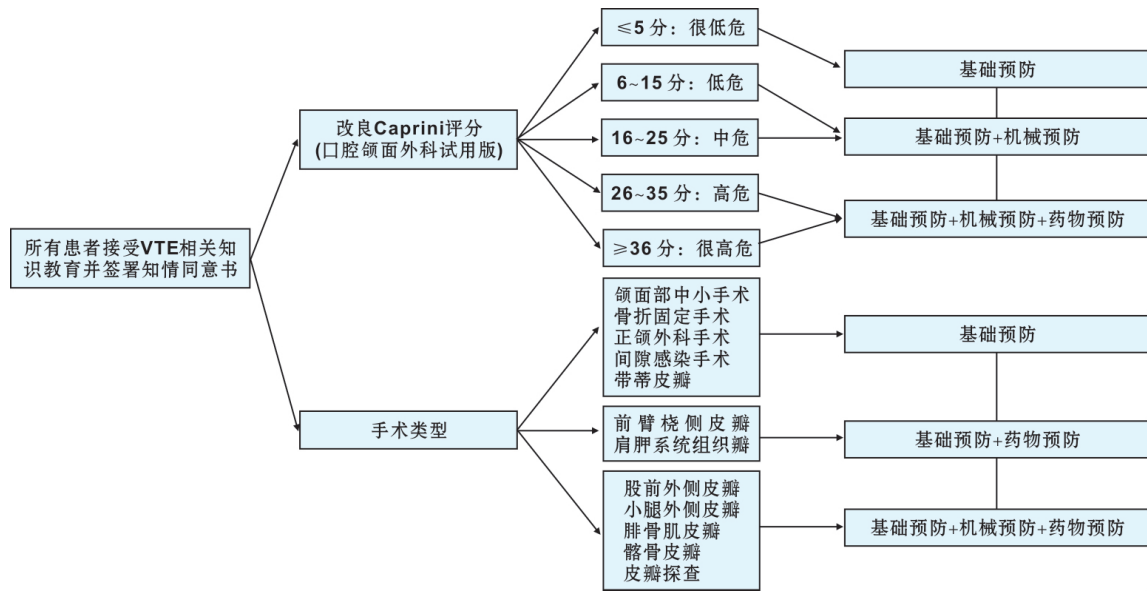 所有患者接受VTE相关知
识教育并签署知情同意书
改良Caprini评分
(口腔颌面外科试用版)
≤5分：很低危
6~15分：低危
16~25分：中危
26~35分：高危
≥36分：很高危
基础预防
基础预防+机械预防
基础预防+机械预防+药物预防
手术类型
颌面部中小手术
骨折固定手术
正颌外科手术
间隙感染手术
带蒂皮瓣
前臂桡侧皮瓣
肩胛系统组织瓣
股前外侧皮瓣
小腿外侧皮瓣
腓骨肌皮瓣
髂骨皮瓣
皮瓣探查
基础预防
基础预防+药物预防
基础预防+机械预防+药物预防